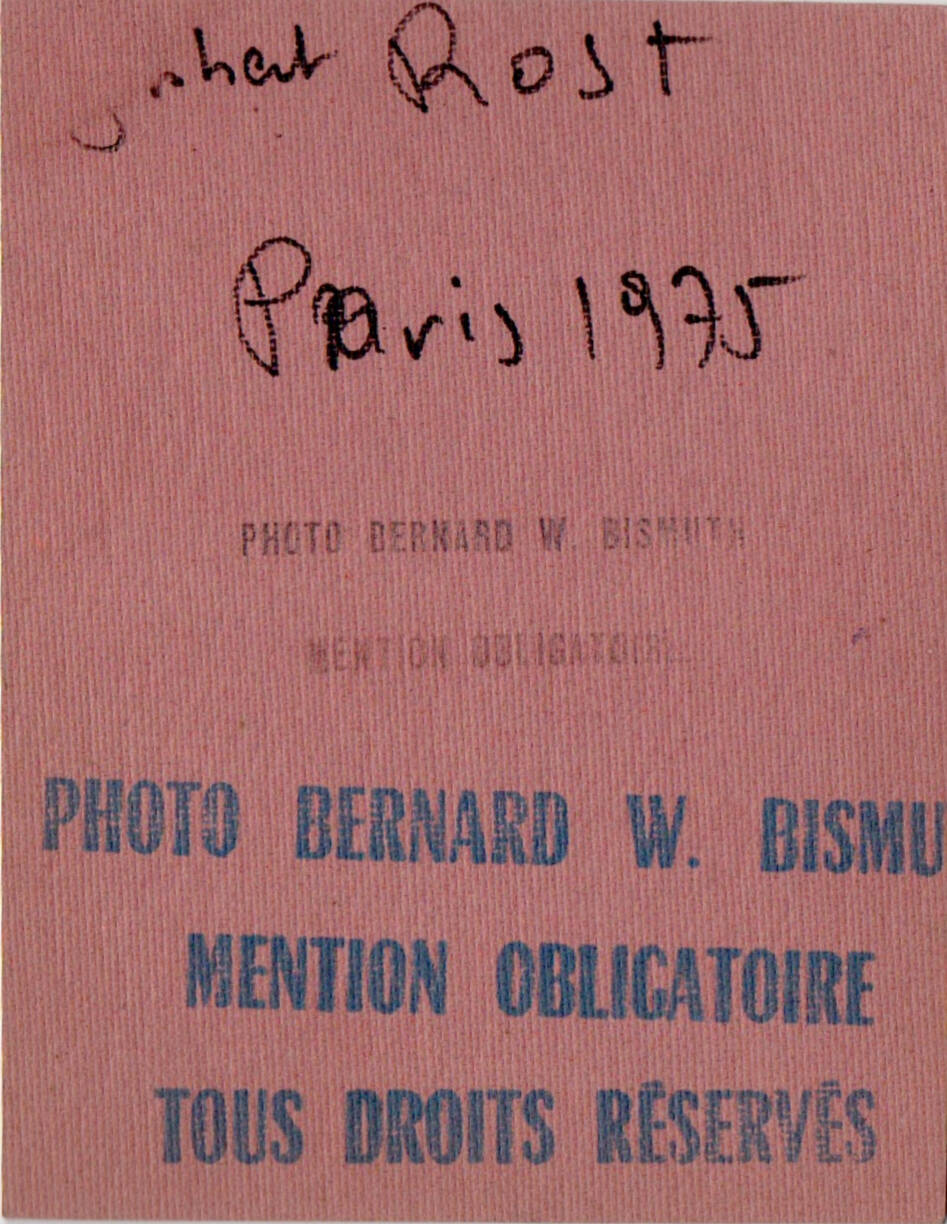 Rost
Paris 1975
PHOTO BERNARD W. BISMUTH
MENTION OBLIGATOIRE
PHOTO BERNARD W. BISMU
MENTION OBLIGATOIRE
TOUS DROITS RÉSERVÉS